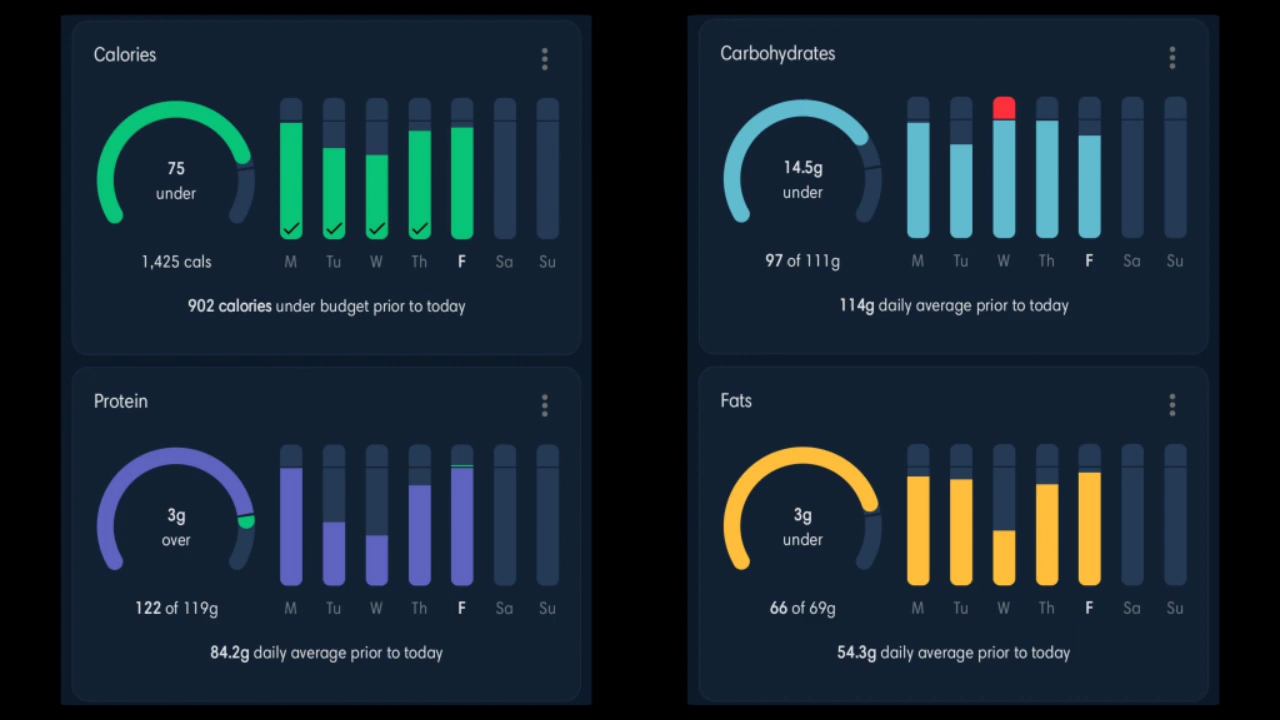 Calories
75
under
1,425 cals
M Tu W Th F Sa Su
902 calories under budget prior to today
Carbohydrates
14.5g
under
97 of 111g
M Tu W Th F Sa Su
114g daily average prior to today
Protein
3g
over
122 of 119g
M Tu W Th F Sa Su
84.2g daily average prior to today
Fats
3g
under
66 of 69g
M Tu W Th F Sa Su
54.3g daily average prior to today